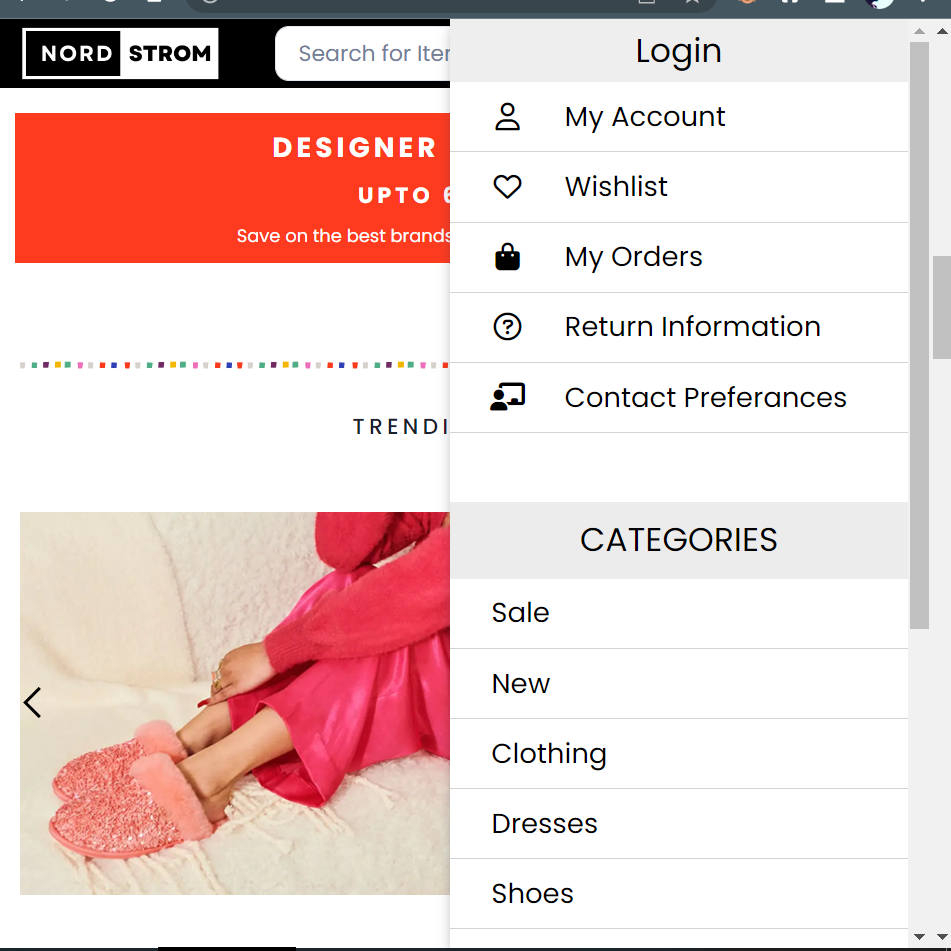 NORD STROM
Search for Iter
DESIGNER
UPTO 6
Save on the best brands
TRENDI
Login
My Account
Wishlist
My Orders
Return Information
Contact Preferances
CATEGORIES
Sale
New
Clothing
Dresses
Shoes